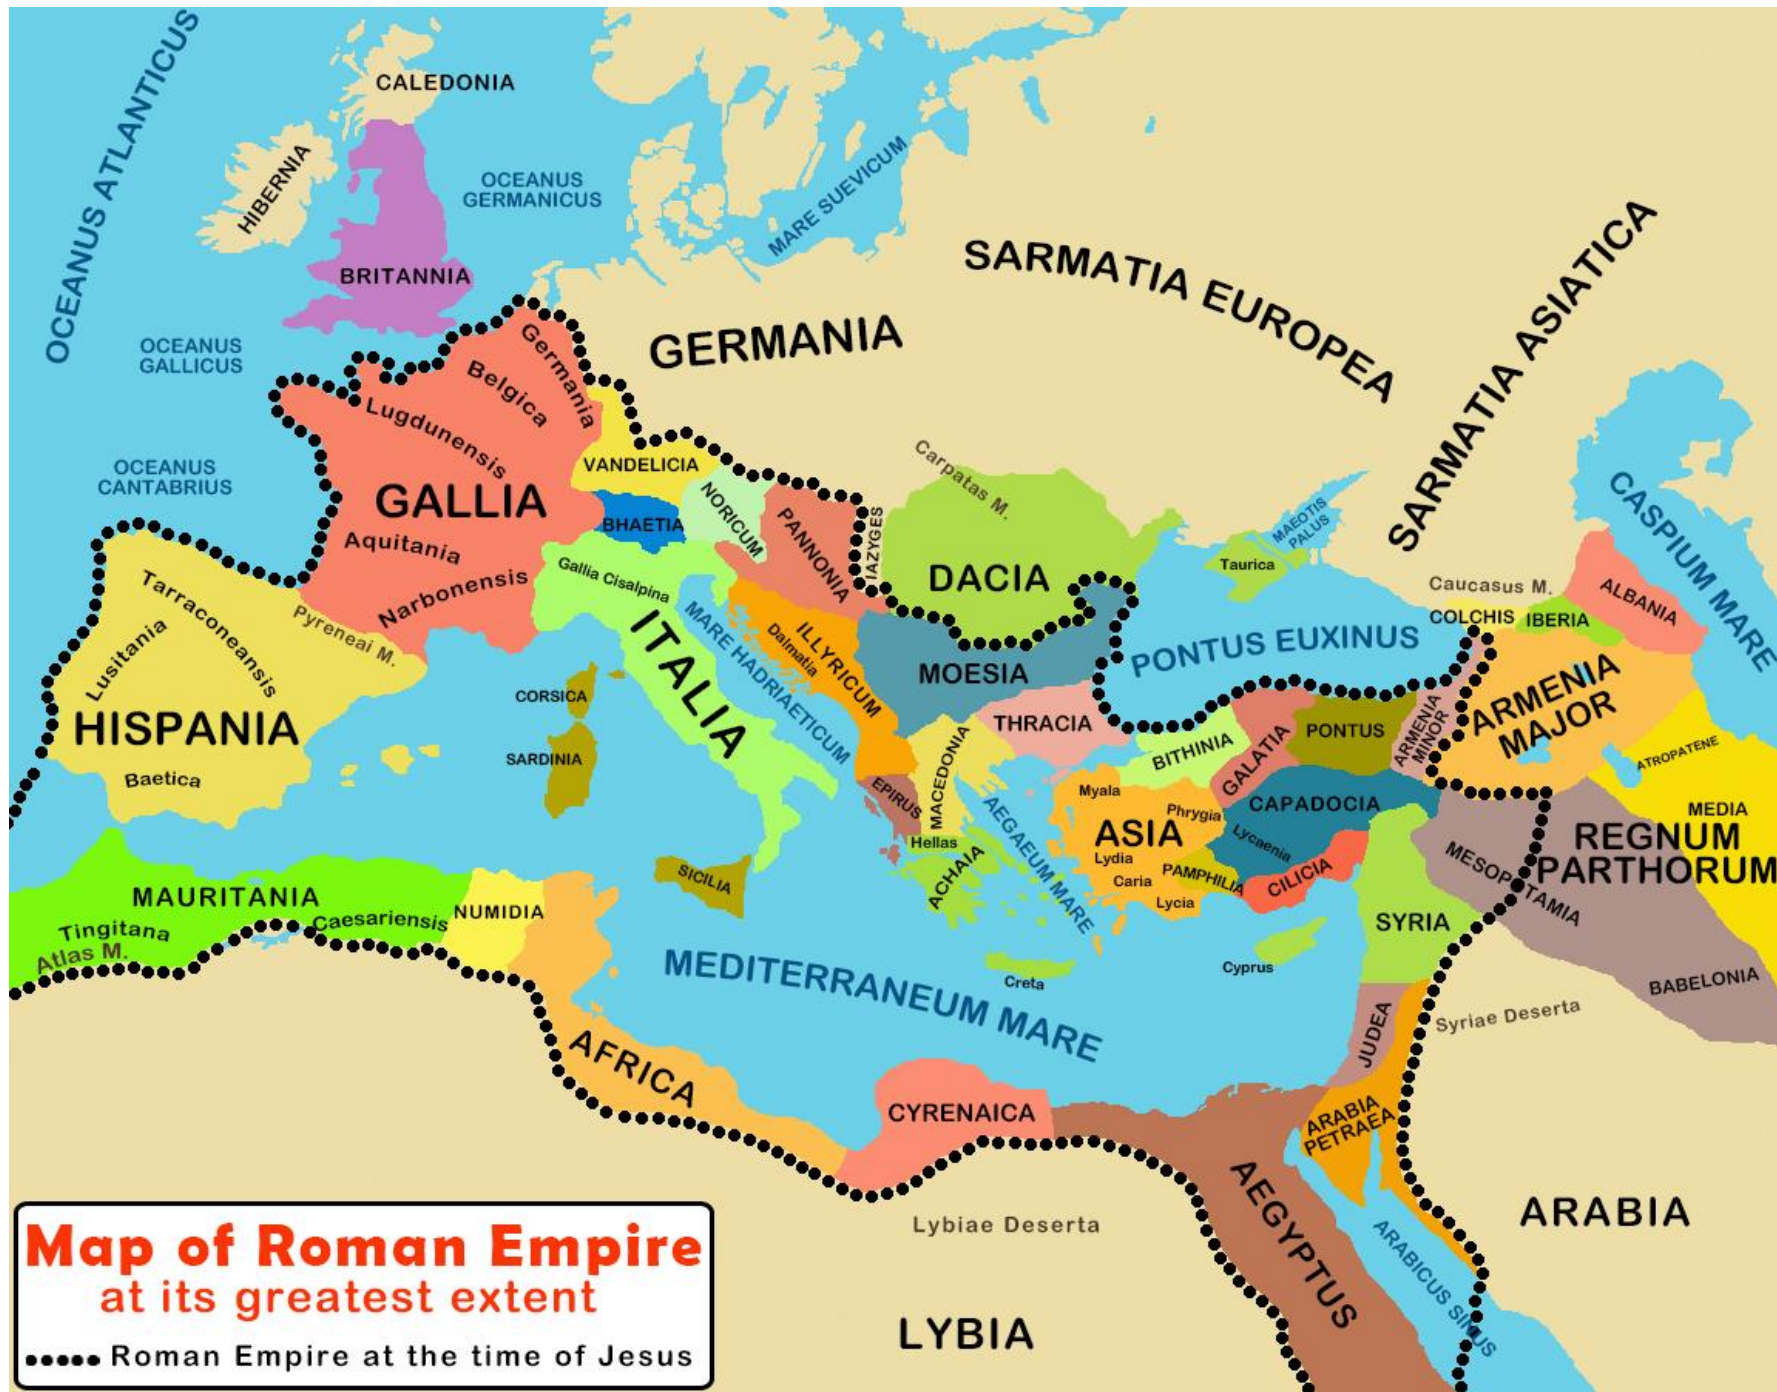 OCEANUS ATLANTICUS
CALEDONIA
HIBERNIA
OCEANUS
GERMANICUS
MARE SUEVICUM
BRITANNIA
SARMATIA EUROPEA
SARMATIA ASIATICA
OCEANUS
GALLICUS
GERMANIA
Germania
Belgica
Lugdunensis
OCEANUS
CANTABRIUS
GALLIA
Aquitania
Narbonensis
VANDELICIA
BHAETIA
NORICUM
PANNONIA
IAZYGES
Carpatas M.
DACIA
Taurica
MAEOTIS
PALUS
CASPIUM MARE
Caucasus M.
COLCHIS
IBERIA
ALBANIA
Gallia Cisalpina
ITALIA
MARE HADRIAETICUM
ILLYRICUM
Dalmatia
MOESIA
PONTUS EUXINUS
ARMENIA
MAJOR
Tarraconeansis
Lusitania
Pyreneai M.
HISPANIA
Baetica
CORSICA
SARDINIA
THRACIA
BITHINIA
GALATIA
PONTUS
ARMENIA
MINOR
ATROPATENE
MEDIA
EPIRUS
MACEDONIA
AEGAEUM MARE
Myala
Phrygia
ASIA
CAPADOCIA
Lycaenia
Lydia
Caria
Lycia
PAMPHILIA
CILICIA
REGNUM
PARTHORUM
MESOPOTAMIA
Hellas
ACHAIA
SICILIA
MAURITANIA
Tingitana
Caesariensis
Atlas M.
NUMIDIA
SYRIA
Cyprus
Creta
MEDITERRANEUM MARE
BABELONIA
Syriae Deserta
JUDEA
AFRICA
CYRENAICA
ARABIA
PETRAEA
AEGYPTUS
ARABICUS SINUS
ARABIA
Lybiae Deserta
LYBIA
Map of Roman Empire
at its greatest extent
Roman Empire at the time of Jesus